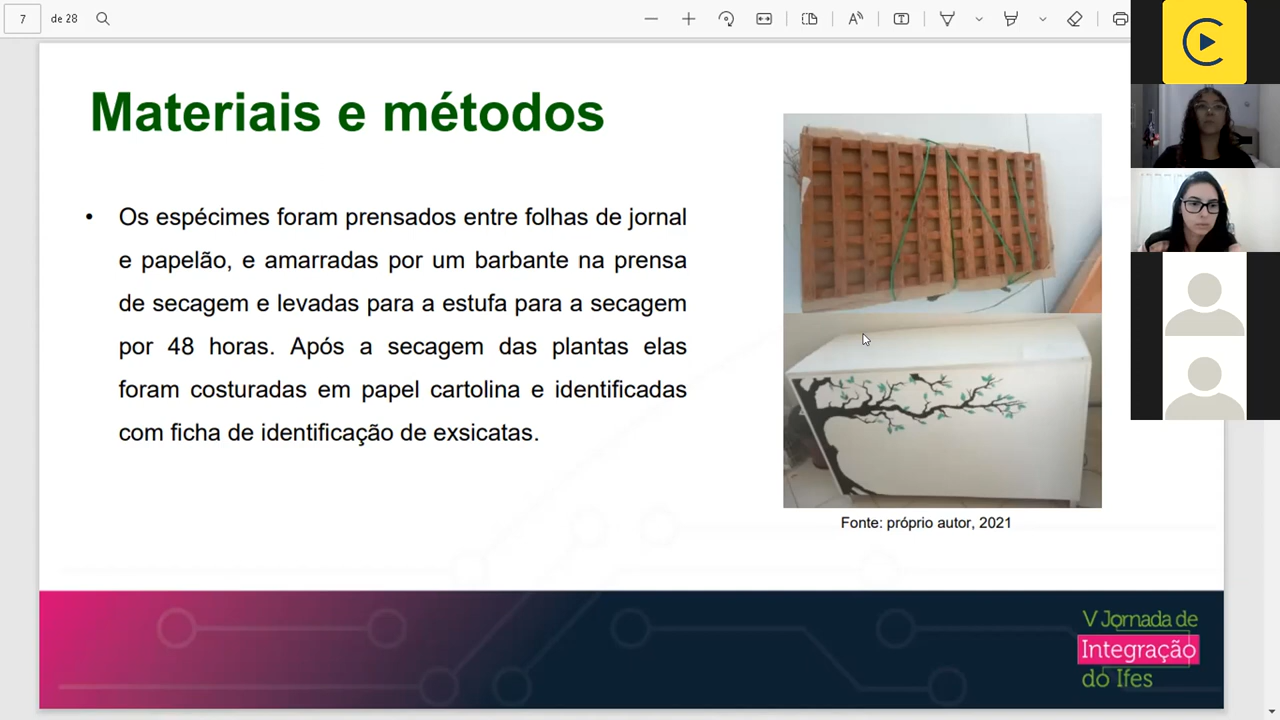 7 de 28
Materiais e métodos
• Os espécimes foram prensados entre folhas de jornal
e papelão, e amarradas por um barbante na prensa
de secagem e levadas para a estufa para a secagem
por 48 horas. Após a secagem das plantas elas
foram costuradas em papel cartolina e identificadas
com ficha de identificação de exsicatas.
Fonte: próprio autor, 2021
V Jornada de
Integração
do Ifes